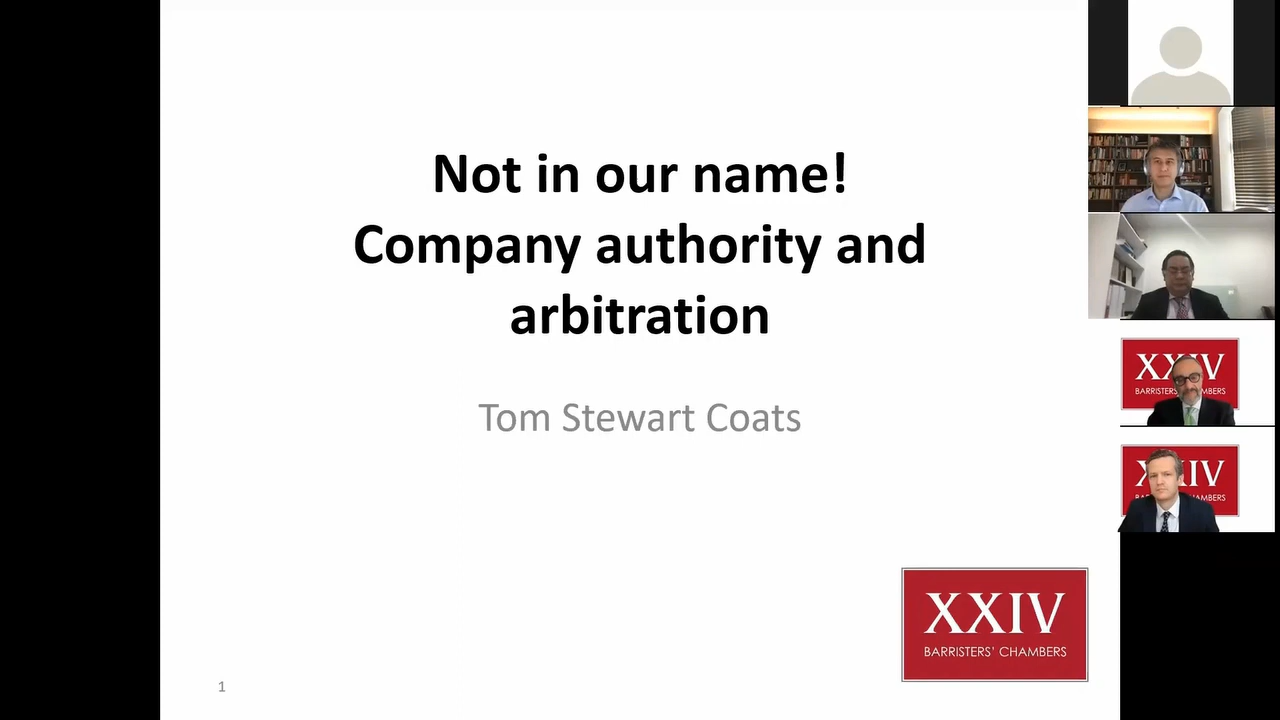 Not in our name!
Company authority and
arbitration
Tom Stewart Coats
XXIV
BARRISTERS' CHAMBERS
1